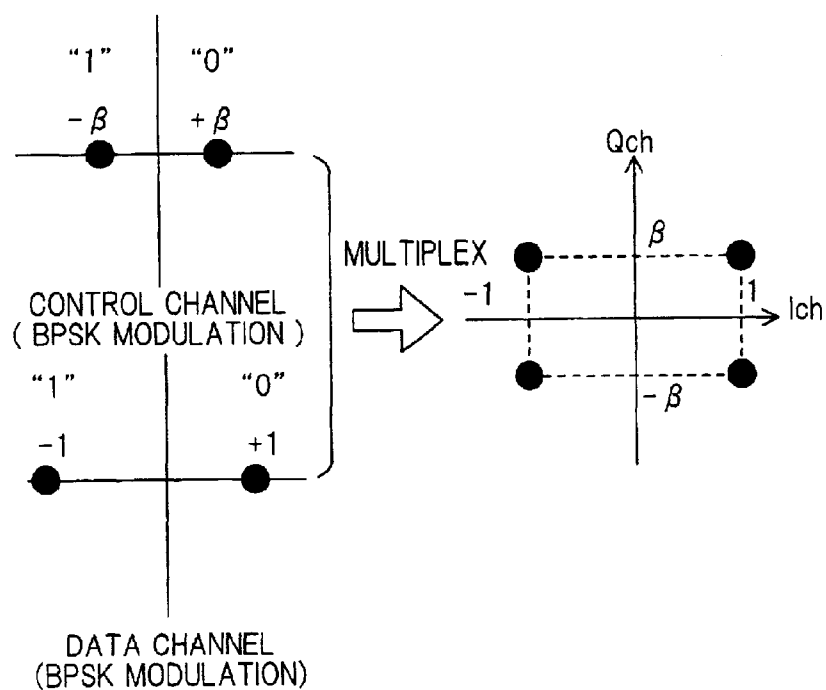 “1” “0”
-β +β
CONTROL CHANNEL
( BPSK MODULATION )
“1” “0”
-1 +1
DATA CHANNEL
(BPSK MODULATION)
MULTIPLEX
Qch
β
-1 1 Ich
-β